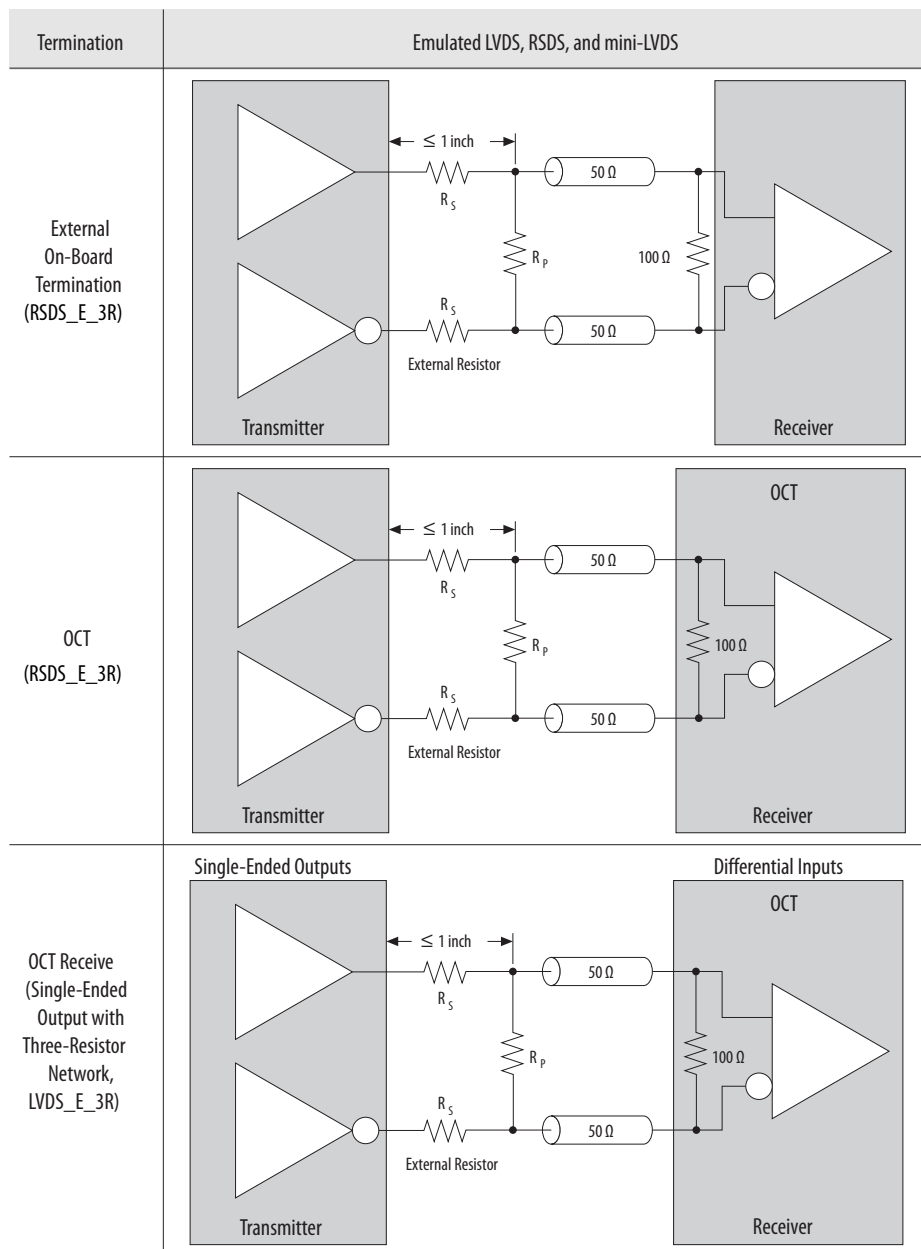 Termination
Emulated LVDS, RSDS, and mini-LVDS
External
On-Board
Termination
(RSDS_E_3R)
≤ 1 inch
R S
50 Ω
R P
100 Ω
R S
50 Ω
External Resistor
Transmitter
Receiver
OCT
(RSDS_E_3R)
OCT
≤ 1 inch
R S
50 Ω
R P
100 Ω
R S
50 Ω
External Resistor
Transmitter
Receiver
OCT Receive
(Single-Ended
Output with
Three-Resistor
Network,
LVDS_E_3R)
Single-Ended Outputs
Differential Inputs
OCT
≤ 1 inch
R S
50 Ω
R P
100 Ω
R S
50 Ω
External Resistor
Transmitter
Receiver